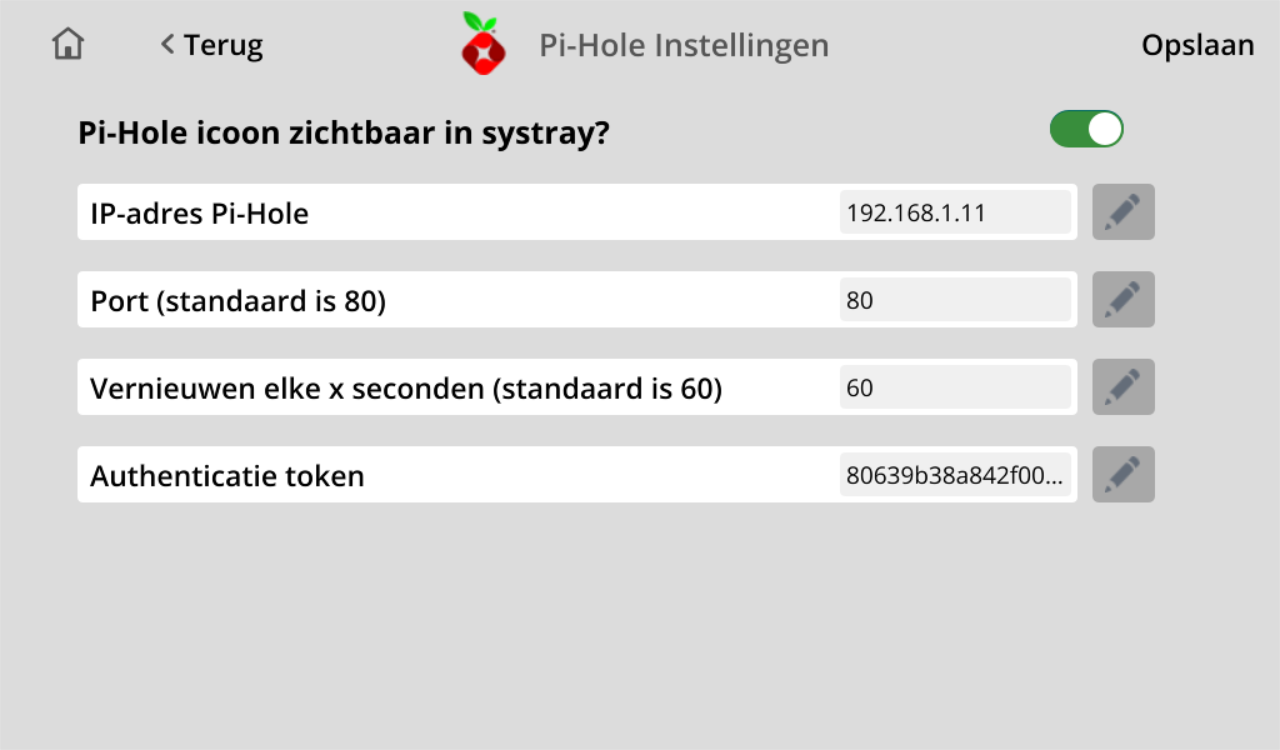 < Terug
Pi-Hole Instellingen
Opslaan
Pi-Hole icoon zichtbaar in systray?
IP-adres Pi-Hole 192.168.1.11
Port (standaard is 80) 80
Vernieuwen elke x seconden (standaard is 60) 60
Authenticatie token 80639b38a842f00...